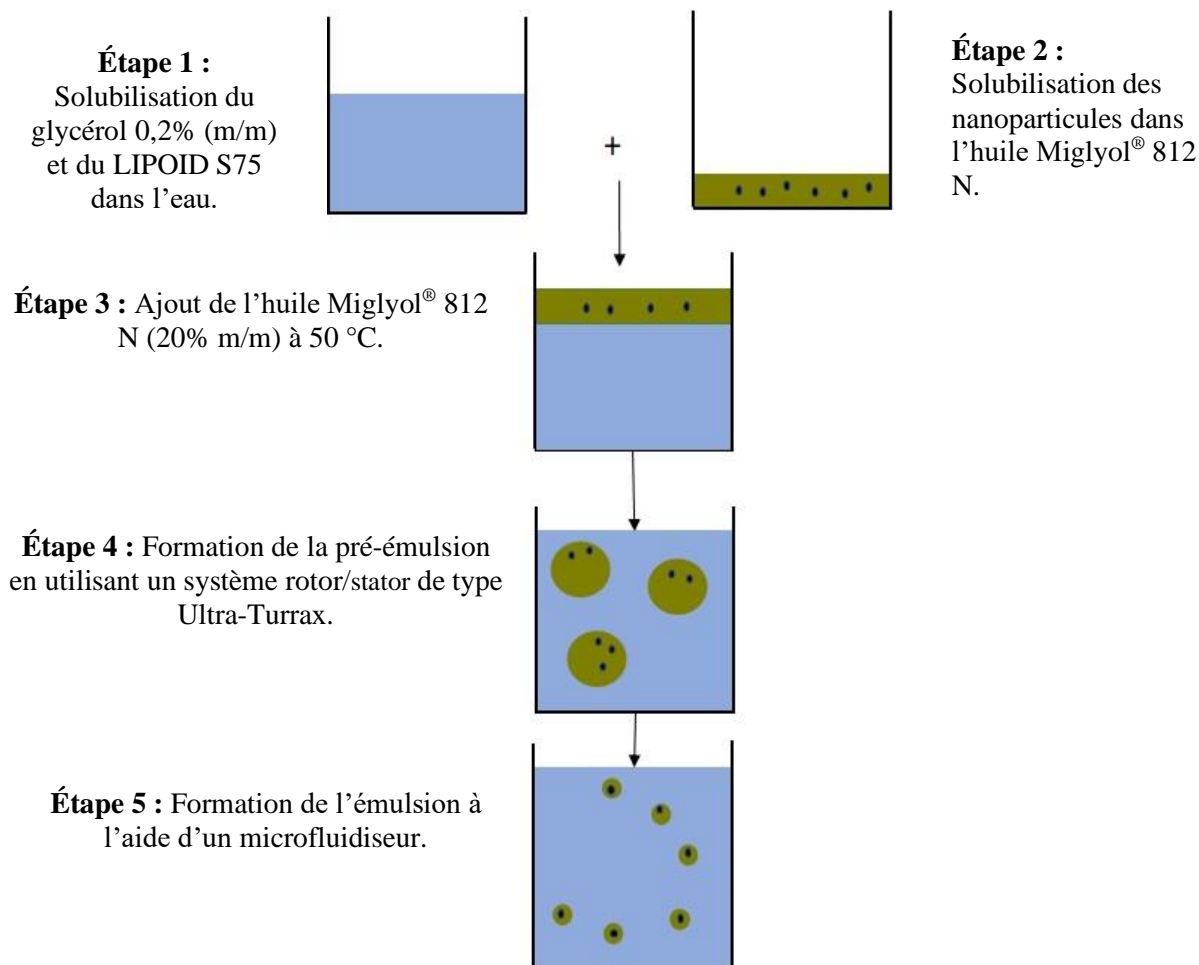 Étape 1 :
Solubilisation du
glycérol 0,2% (m/m)
et du LIPOID S75
dans l’eau.
+
Étape 2 :
Solubilisation des
nanoparticules dans
l’huile Miglyol® 812
N.
Étape 3 : Ajout de l’huile Miglyol® 812
N (20% m/m) à 50 °C.
Étape 4 : Formation de la pré-émulsion
en utilisant un système rotor/stator de type
Ultra-Turrax.
Étape 5 : Formation de l’émulsion à
l’aide d’un microfluidiseur.